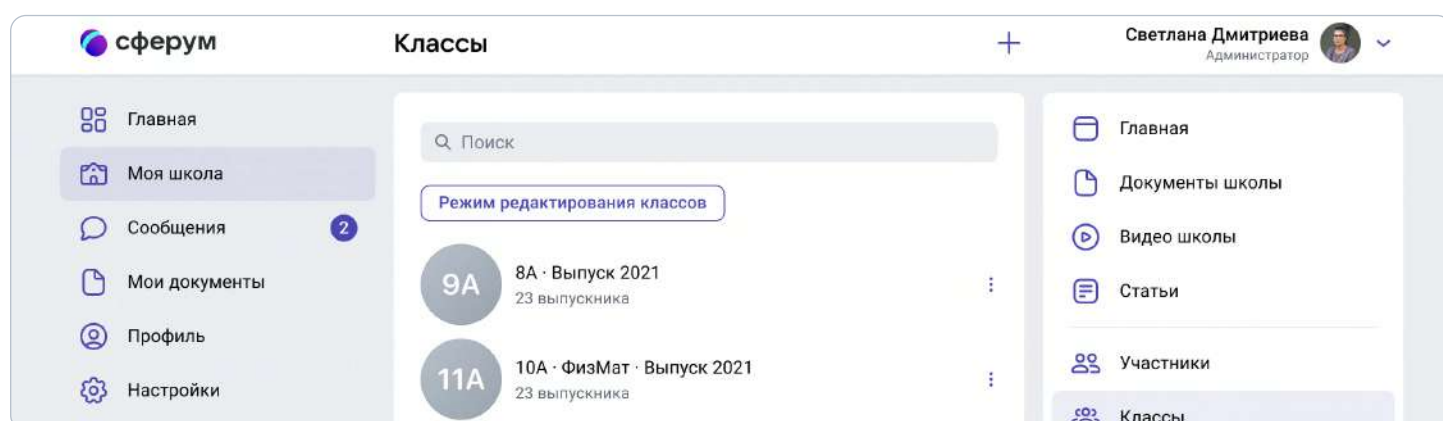 сферум
Классы
Светлана Дмитриева
Администратор
Главная
Моя школа
Сообщения
2
Мои документы
Профиль
Настройки
Поиск
Режим редактирования классов
9А
8А · Выпуск 2021
23 выпускника
11А
10А · ФизМат · Выпуск 2021
23 выпускника
Главная
Документы школы
Видео школы
Статьи
Участники
Классы